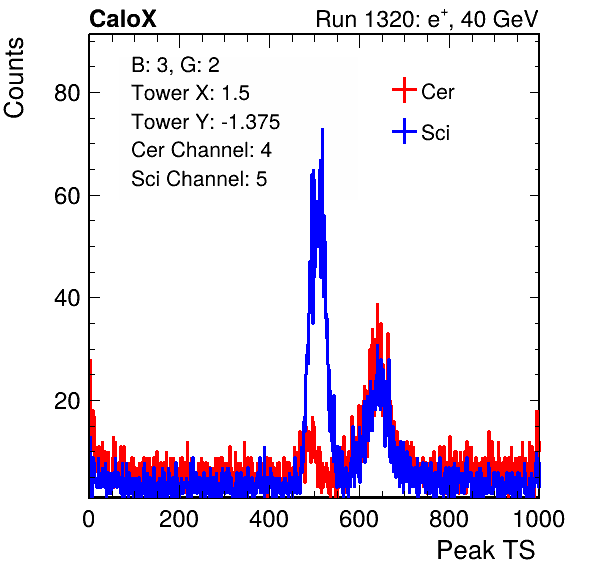 CaloX Run 1320: e⁺, 40 GeV
Counts
B: 3, G: 2
Tower X: 1.5
Tower Y: -1.375
Cer Channel: 4
Sci Channel: 5
Cer
Sci
80
60
40
20
0 200 400 600 800 1000
Peak TS